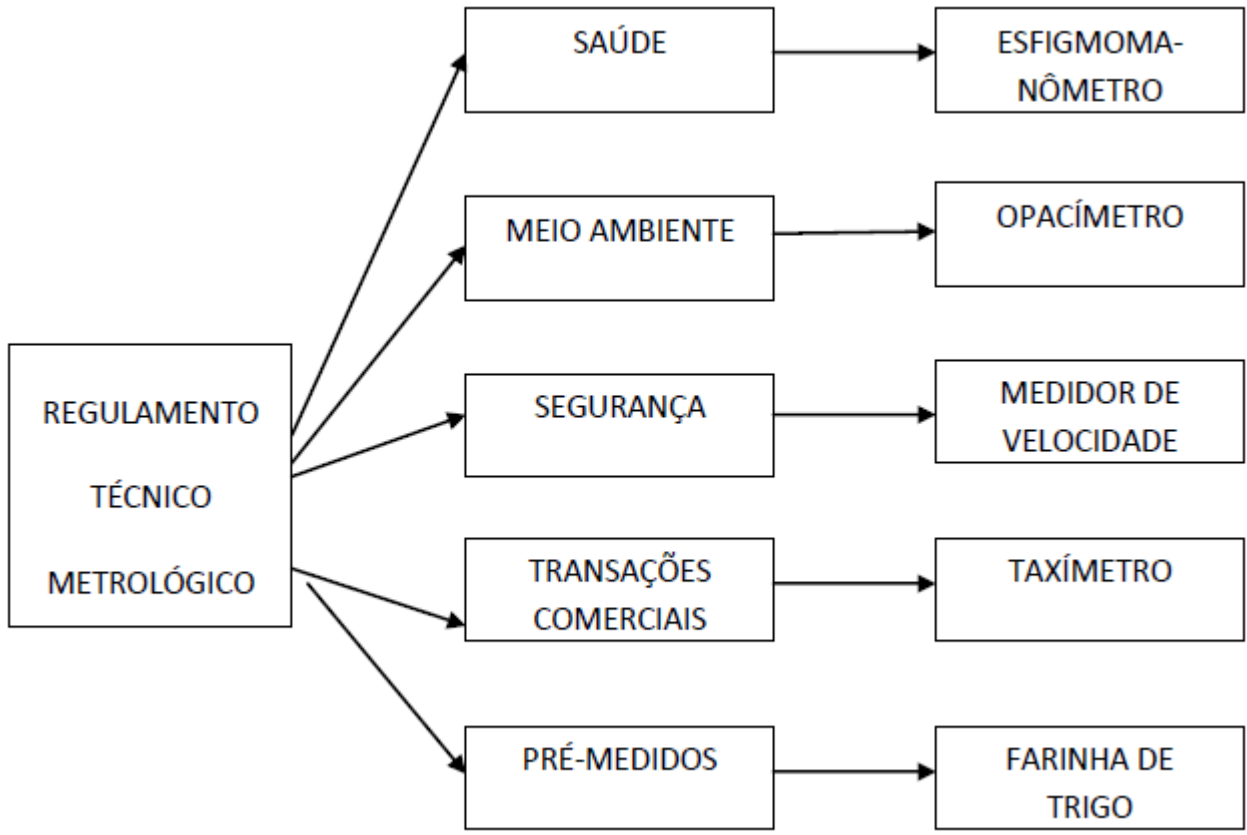 REGULAMENTO
TÉCNICO
METROLÓGICO
SAÚDE
ESFIGMOMA-
NÔMETRO
MEIO AMBIENTE
OPACÍMETRO
SEGURANÇA
MEDIDOR DE
VELOCIDADE
TRANSAÇÕES
COMERCIAIS
TAXÍMETRO
PRÉ-MEDIDOS
FARINHA DE
TRIGO